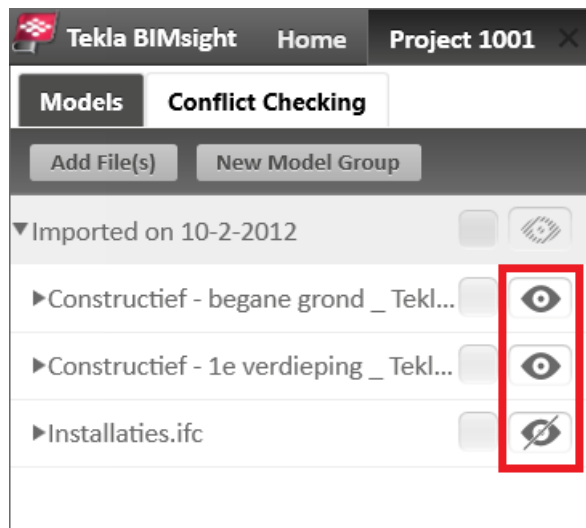 Tekla BIMsight Home Project 1001
Models Conflict Checking
Add File(s) New Model Group
Imported on 10-2-2012
Constructief - begane grond _ Tekl...
Constructief - 1e verdieping _ Tekl...
Installaties.ifc